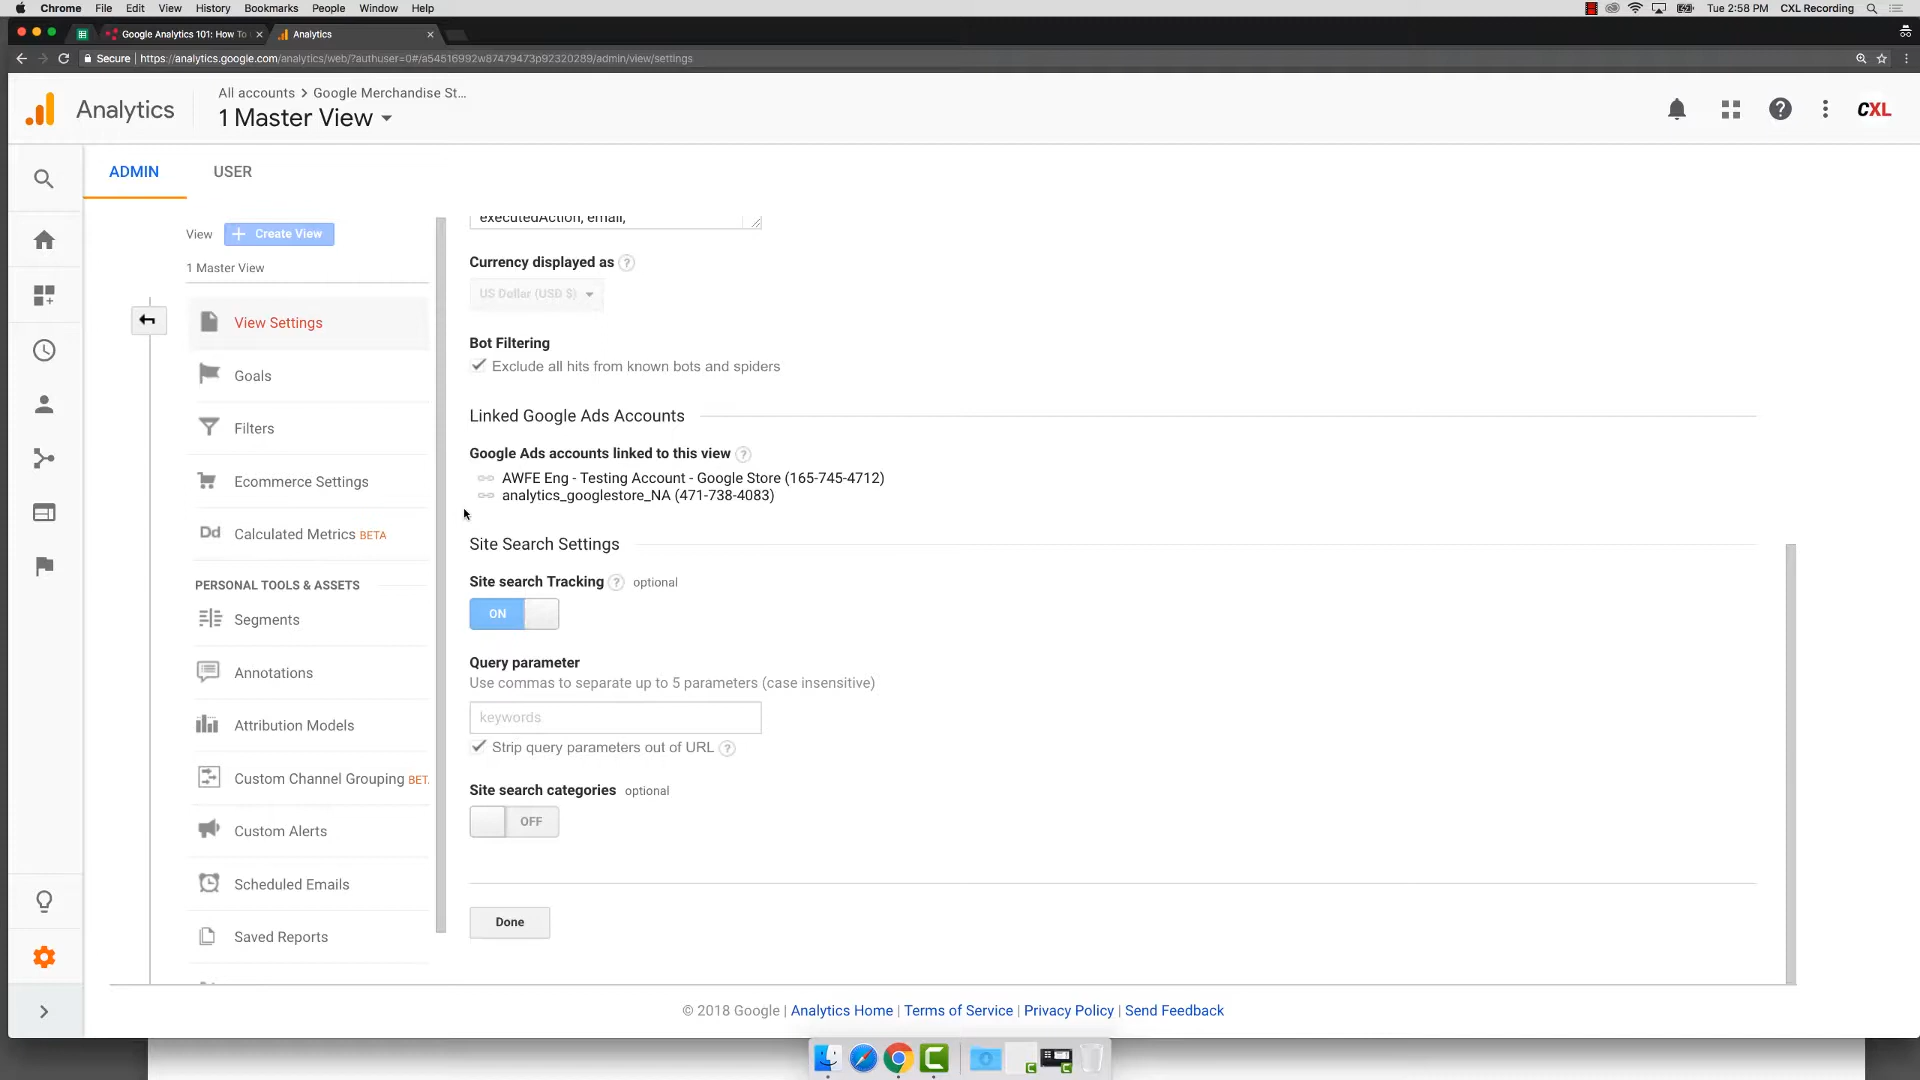 Chrome File Edit View History Bookmarks People Window Help
Tue 2:58 PM CXL Recording
Google Analytics 101: How To
Analytics
Secure https://analytics.google.com/analytics/web/?authuser=0#/a54516992w87479473p92320289/admin/view/settings
Analytics
All accounts > Google Merchandise St...
1 Master View
CXL
ADMIN USER
View
+ Create View
1 Master View
View Settings
Goals
Filters
Ecommerce Settings
Dd Calculated Metrics BETA
PERSONAL TOOLS & ASSETS
Segments
Annotations
Attribution Models
Custom Channel Grouping BET
Custom Alerts
Scheduled Emails
Saved Reports
executedAction, email,
Currency displayed as ?
US Dollar (USD $)
Bot Filtering
Exclude all hits from known bots and spiders
Linked Google Ads Accounts
Google Ads accounts linked to this view ?
AWFE Eng - Testing Account - Google Store (165-745-4712)
analytics_googlestore_NA (471-738-4083)
Site Search Settings
Site search Tracking ? optional
ON
Query parameter
Use commas to separate up to 5 parameters (case insensitive)
keywords
Strip query parameters out of URL ?
Site search categories optional
OFF
Done
© 2018 Google | Analytics Home | Terms of Service | Privacy Policy | Send Feedback